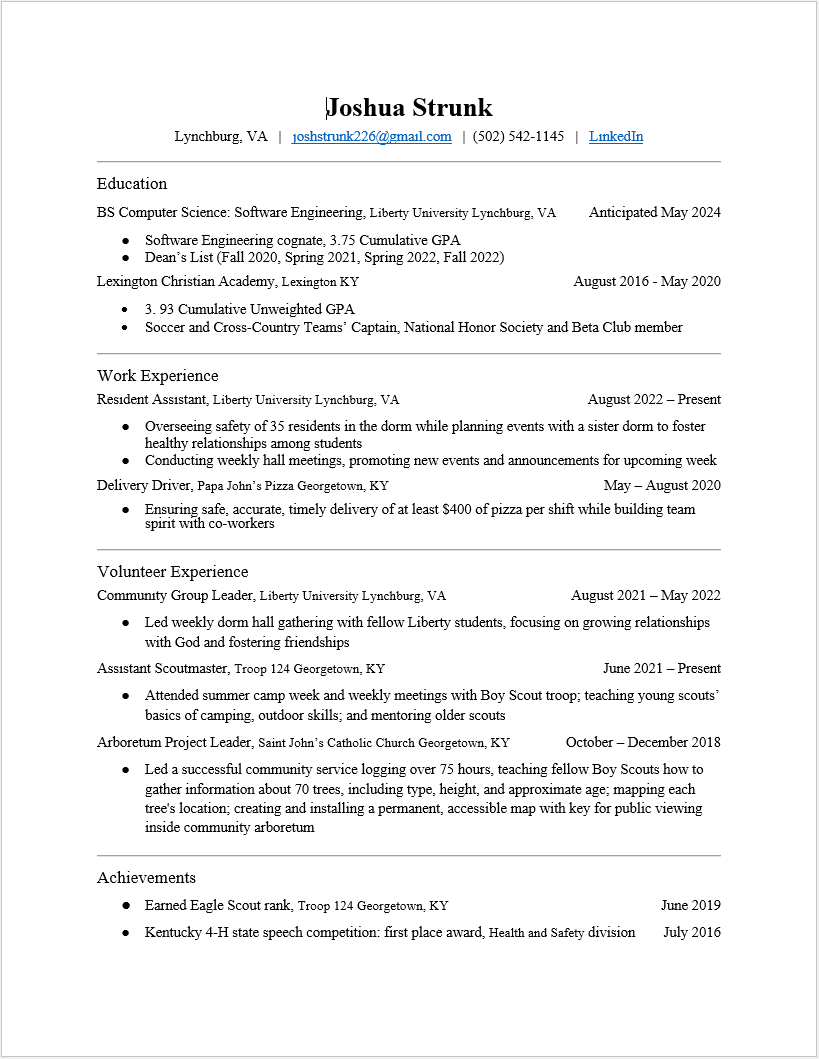 Joshua Strunk
Lynchburg, VA | joshstrunk226@gmail.com | (502) 542-1145 | LinkedIn
Education
BS Computer Science: Software Engineering, Liberty University Lynchburg, VA Anticipated May 2024
● Software Engineering cognate, 3.75 Cumulative GPA
● Dean’s List (Fall 2020, Spring 2021, Spring 2022, Fall 2022)
Lexington Christian Academy, Lexington KY August 2016 - May 2020
● 3. 93 Cumulative Unweighted GPA
● Soccer and Cross-Country Teams’ Captain, National Honor Society and Beta Club member
Work Experience
Resident Assistant, Liberty University Lynchburg, VA August 2022 – Present
● Overseeing safety of 35 residents in the dorm while planning events with a sister dorm to foster
healthy relationships among students
● Conducting weekly hall meetings, promoting new events and announcements for upcoming week
Delivery Driver, Papa John’s Pizza Georgetown, KY May – August 2020
● Ensuring safe, accurate, timely delivery of at least $400 of pizza per shift while building team
spirit with co-workers
Volunteer Experience
Community Group Leader, Liberty University Lynchburg, VA August 2021 – May 2022
● Led weekly dorm hall gathering with fellow Liberty students, focusing on growing relationships
with God and fostering friendships
Assistant Scoutmaster, Troop 124 Georgetown, KY June 2021 – Present
● Attended summer camp week and weekly meetings with Boy Scout troop; teaching young scouts’
basics of camping, outdoor skills; and mentoring older scouts
Arboretum Project Leader, Saint John’s Catholic Church Georgetown, KY October – December 2018
● Led a successful community service logging over 75 hours, teaching fellow Boy Scouts how to
gather information about 70 trees, including type, height, and approximate age; mapping each
tree's location; creating and installing a permanent, accessible map with key for public viewing
inside community arboretum
Achievements
● Earned Eagle Scout rank, Troop 124 Georgetown, KY June 2019
● Kentucky 4-H state speech competition: first place award, Health and Safety division July 2016